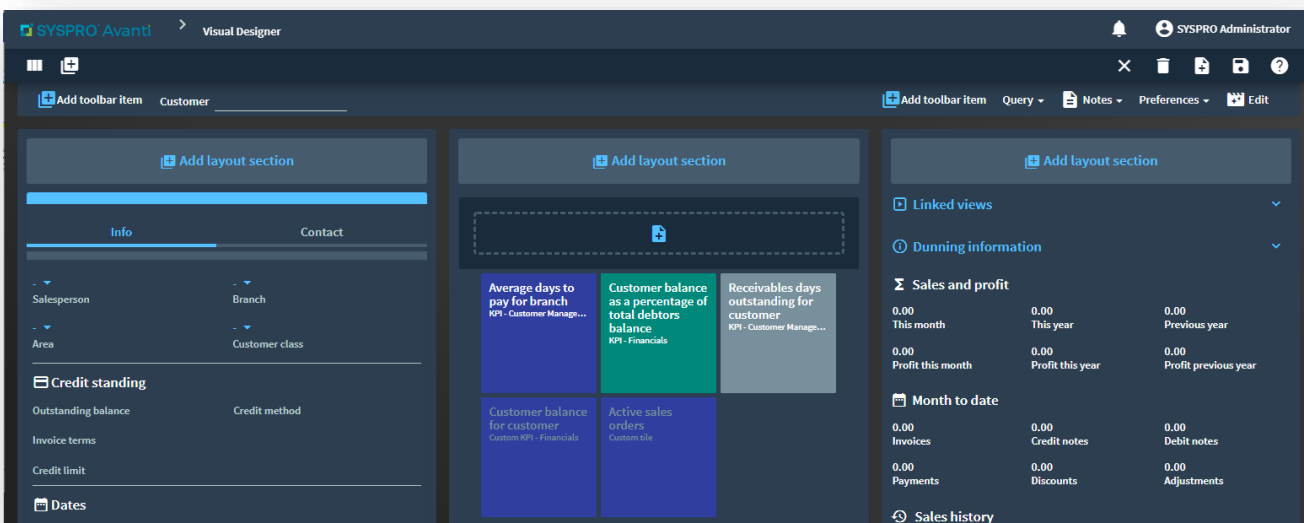 SYSPRO Avanti
Visual Designer
SYSPRO Administrator
Add toolbar item
Customer
Add toolbar item
Query
Notes
Preferences
Edit
Add layout section
Info
Contact
-
Salesperson
-
Branch
-
Area
-
Customer class
Credit standing
Outstanding balance
Credit method
Invoice terms
Credit limit
Dates
Add layout section
Average days to
pay for branch
KPI - Customer Manage...
Customer balance
as a percentage of
total debtors
balance
KPI - Financials
Receivables days
outstanding for
customer
KPI - Customer Manage...
Customer balance
for customer
Custom KPI - Financials
Active sales
orders
Custom tile
Add layout section
Linked views
Dunning information
Sales and profit
0.00
This month
0.00
This year
0.00
Previous year
0.00
Profit this month
0.00
Profit this year
0.00
Profit previous year
Month to date
0.00
Invoices
0.00
Credit notes
0.00
Debit notes
0.00
Payments
0.00
Discounts
0.00
Adjustments
Sales history